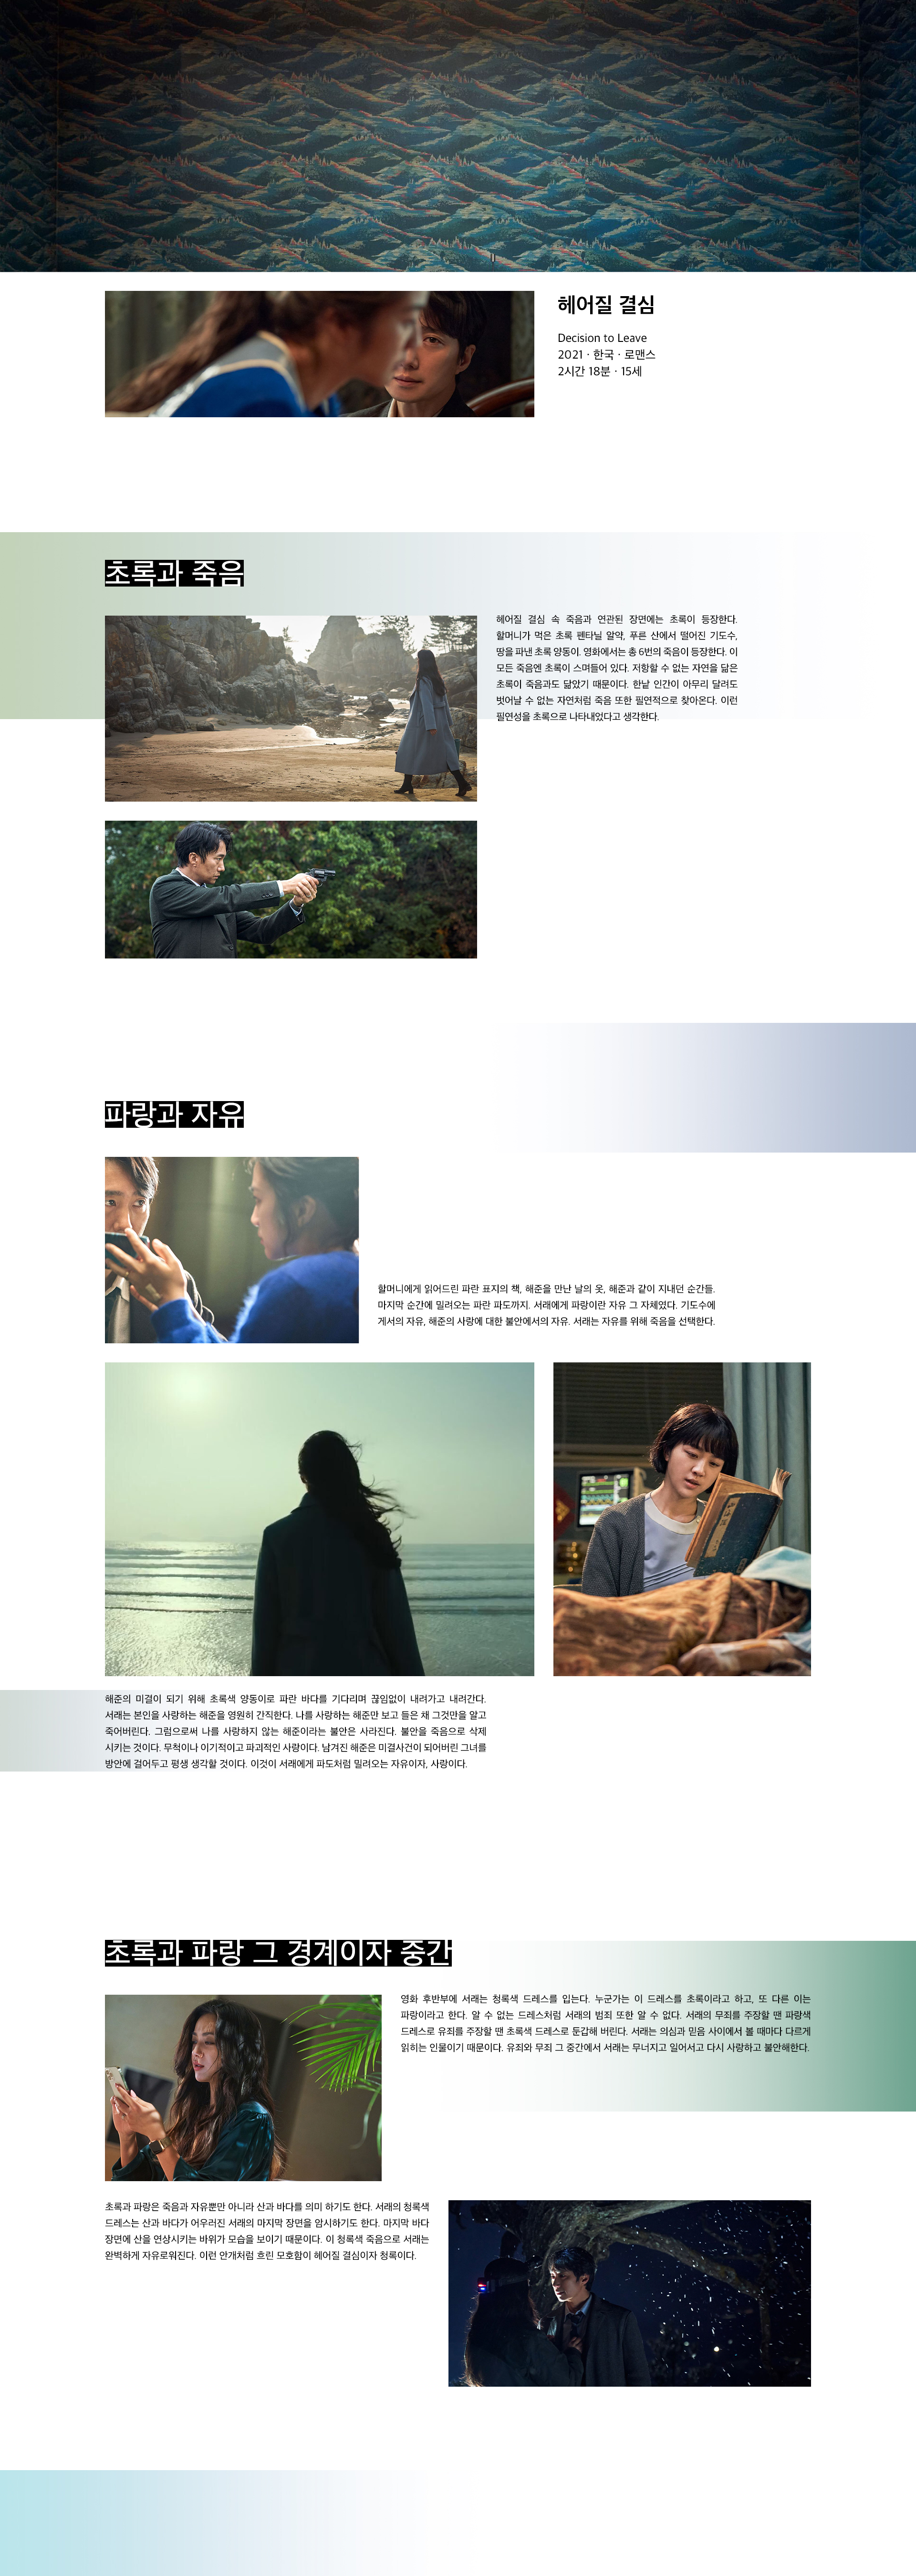 헤어질 결심
Decision to Leave
2021 · 한국 · 로맨스
2시간 18분 · 15세
초록과 죽음
헤어질 결심 속 죽음과 연관된 장면에는 초록이 등장한다.
할머니가 먹은 초록 펜타닐 알약, 푸른 산에서 떨어진 기도수,
땅을 파낸 초록 양동이. 영화에서는 총 6번의 죽음이 등장한다. 이
모든 죽음엔 초록이 스며들어 있다. 저항할 수 없는 자연을 닮은
초록이 죽음과도 닮았기 때문이다. 한낱 인간이 아무리 달려도
벗어날 수 없는 자연처럼 죽음 또한 필연적으로 찾아온다. 이런
필연성을 초록으로 나타내었다고 생각한다.
파랑과 자유
할머니에게 읽어드린 파란 표지의 책, 해준을 만난 날의 옷, 해준과 같이 지내던 순간들.
마지막 순간에 밀려오는 파란 파도까지. 서래에게 파랑이란 자유 그 자체였다. 기도수에
게서의 자유, 해준의 사랑에 대한 불안에서의 자유. 서래는 자유를 위해 죽음을 선택한다.
해준의 미결이 되기 위해 초록색 양동이로 파란 바다를 기다리며 끊임없이 내려가고 내려간다.
서래는 본인을 사랑하는 해준을 영원히 간직한다. 나를 사랑하는 해준만 보고 들은 채 그것만을 알고
죽어버린다. 그럼으로써 나를 사랑하지 않는 해준이라는 불안은 사라진다. 불안을 죽음으로 삭제
시키는 것이다. 무척이나 이기적이고 파괴적인 사랑이다. 남겨진 해준은 미결사건이 되어버린 그녀를
방안에 걸어두고 평생 생각할 것이다. 이것이 서래에게 파도처럼 밀려오는 자유이자, 사랑이다.
초록과 파랑 그 경계이자 중간
영화 후반부에 서래는 청록색 드레스를 입는다. 누군가는 이 드레스를 초록이라고 하고, 또 다른 이는
파랑이라고 한다. 알 수 없는 드레스처럼 서래의 범죄 또한 알 수 없다. 서래의 무죄를 주장할 땐 파랑색
드레스로 유죄를 주장할 땐 초록색 드레스로 둔갑해 버린다. 서래는 의심과 믿음 사이에서 볼 때마다 다르게
읽히는 인물이기 때문이다. 유죄와 무죄 그 중간에서 서래는 무너지고 일어서고 다시 사랑하고 불안해한다.
초록과 파랑은 죽음과 자유뿐만 아니라 산과 바다를 의미 하기도 한다. 서래의 청록색
드레스는 산과 바다가 어우러진 서래의 마지막 장면을 암시하기도 한다. 마지막 바다
장면에 산을 연상시키는 바위가 모습을 보이기 때문이다. 이 청록색 죽음으로 서래는
완벽하게 자유로워진다. 이런 안개처럼 흐린 모호함이 헤어질 결심이자 청록이다.